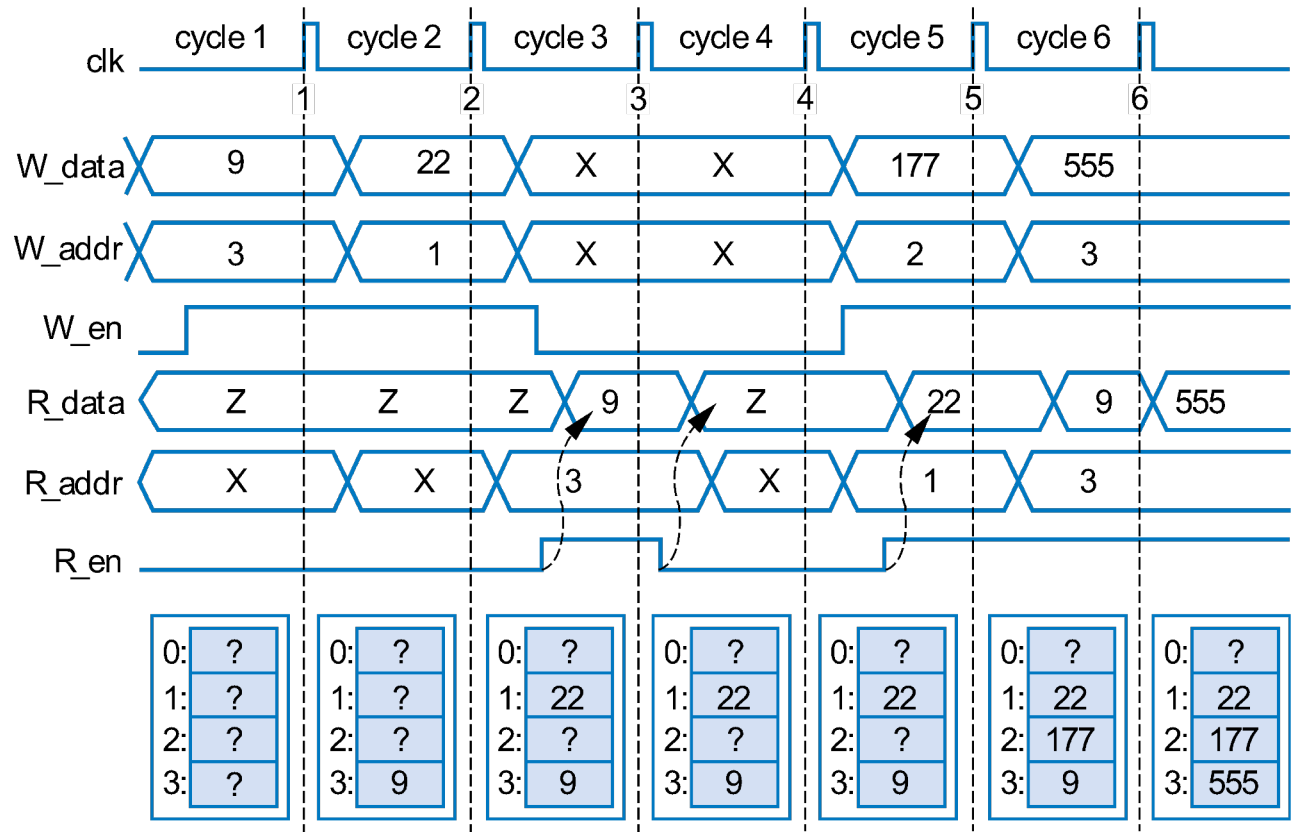 clk cycle 1 cycle 2 cycle 3 cycle 4 cycle 5 cycle 6
1 2 3 4 5 6
W_data 9 22 X X 177 555
W_addr 3 1 X X 2 3
W_en
R_data Z Z Z 9 Z 22 9 555
R_addr X X 3 X 1 3
R_en
0: ? 0: ? 0: ? 0: ? 0: ? 0: ? 0: ?
1: ? 1: ? 1: 22 1: 22 1: 22 1: 22 1: 22
2: ? 2: ? 2: ? 2: ? 2: ? 2: 177 2: 177
3: ? 3: 9 3: 9 3: 9 3: 9 3: 9 3: 555